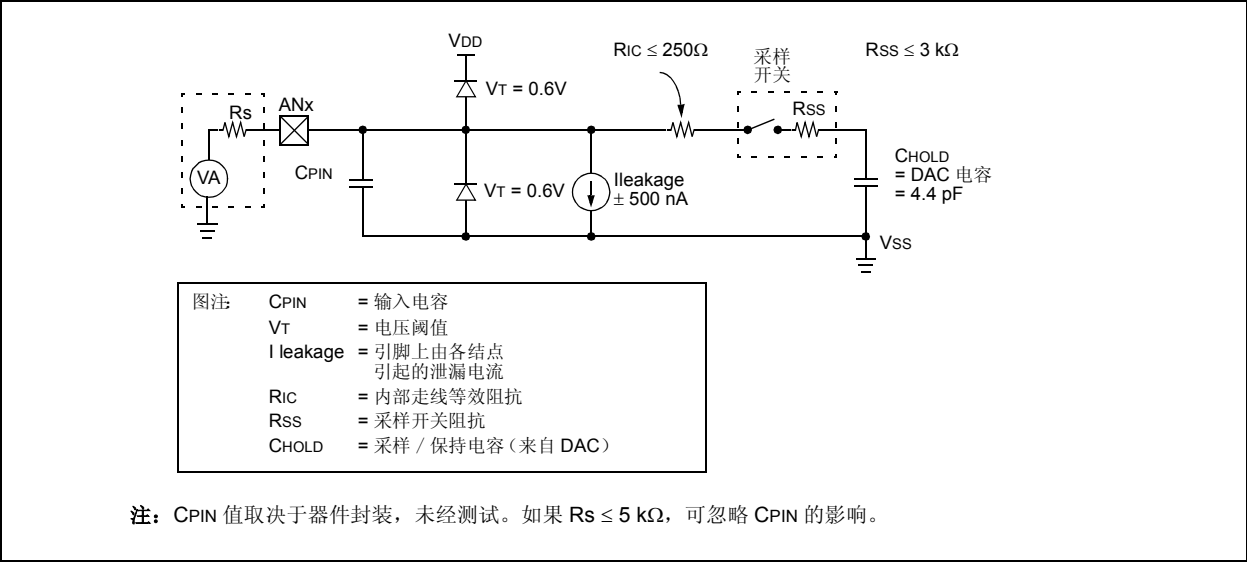 VDD
RIC ≤ 250Ω
采样
开关
RSS ≤ 3 kΩ
VT = 0.6V
Rs
ANx
RSS
VA
CPIN
VT = 0.6V
Ileakage
± 500 nA
CHOLD
= DAC 电容
= 4.4 pF
VSS
图注:
CPIN = 输入电容
VT = 电压阈值
I leakage = 引脚上由各结点
引起的泄漏电流
RIC = 内部走线等效阻抗
RSS = 采样开关阻抗
CHOLD = 采样 / 保持电容（来自 DAC）
注：CPIN 值取决于器件封装，未经测试。如果 Rs ≤ 5 kΩ，可忽略 CPIN 的影响。